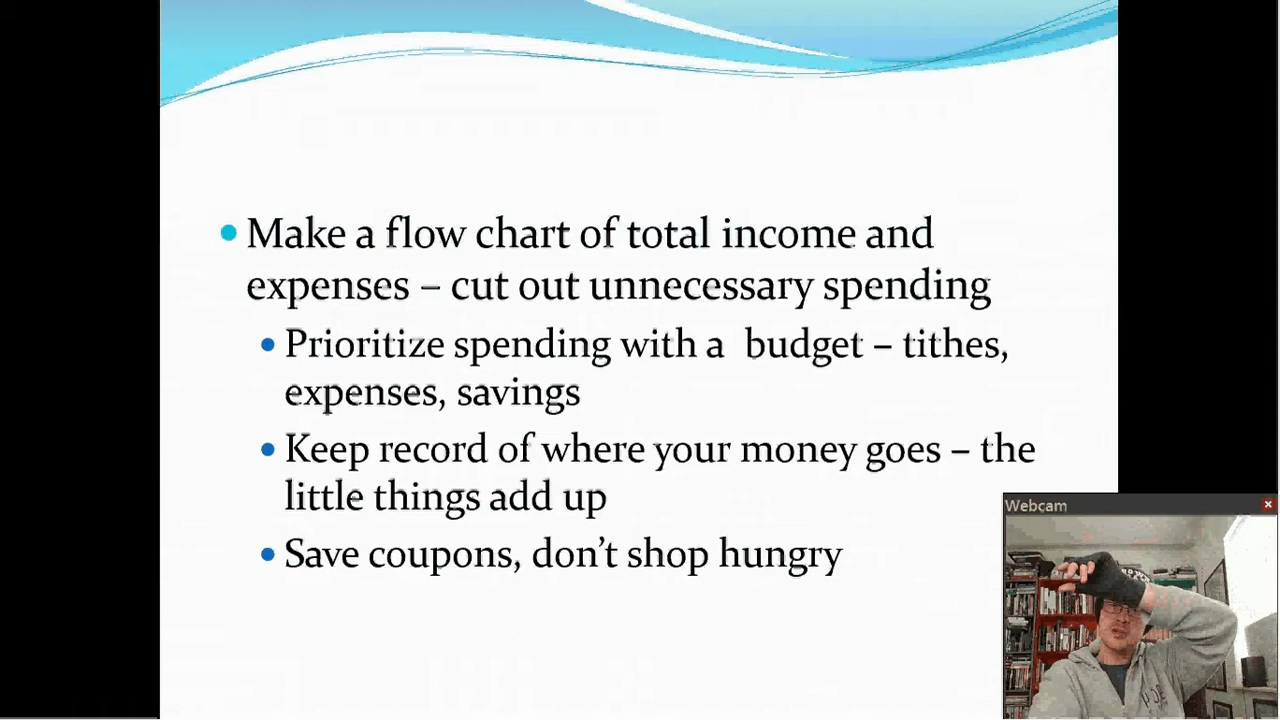 Make a flow chart of total income and
expenses – cut out unnecessary spending
Prioritize spending with a  budget – tithes,
expenses, savings
Keep record of where your money goes – the
little things add up
Save coupons, don’t shop hungry
Webcam